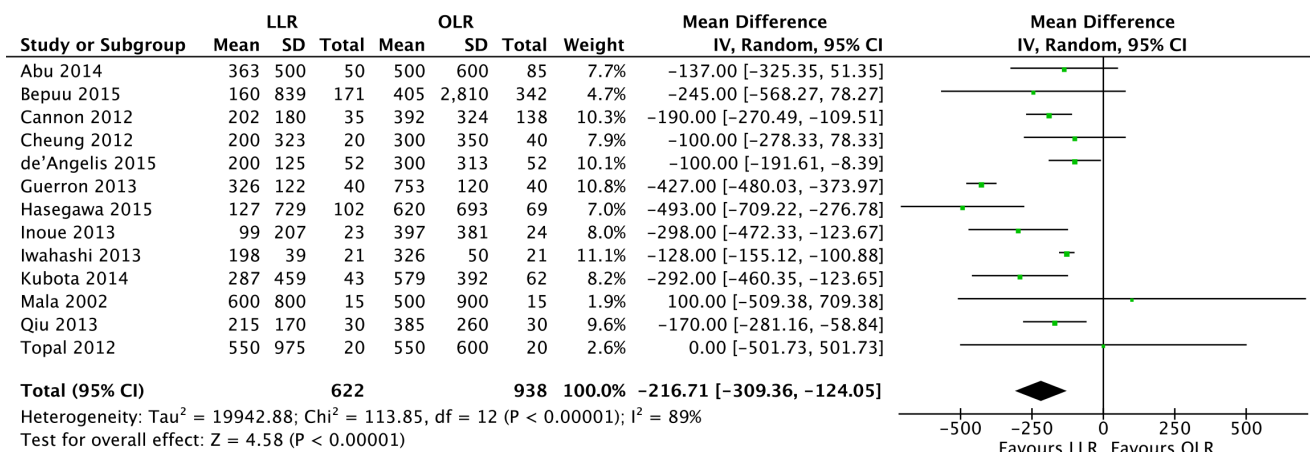 LLR OLR Mean Difference Mean Difference
Study or Subgroup Mean SD Total Mean SD Total Weight IV, Random, 95% CI IV, Random, 95% CI
Abu 2014 363 500 50 500 600 85 7.7% −137.00 [−325.35, 51.35]
Bepuu 2015 160 839 171 405 2,810 342 4.7% −245.00 [−568.27, 78.27]
Cannon 2012 202 180 35 392 324 138 10.3% −190.00 [−270.49, −109.51]
Cheung 2012 200 323 20 300 350 40 7.9% −100.00 [−278.33, 78.33]
de'Angelis 2015 200 125 52 300 313 52 10.1% −100.00 [−191.61, −8.39]
Guerron 2013 326 122 40 753 120 40 10.8% −427.00 [−480.03, −373.97]
Hasegawa 2015 127 729 102 620 693 69 7.0% −493.00 [−709.22, −276.78]
Inoue 2013 99 207 23 397 381 24 8.0% −298.00 [−472.33, −123.67]
Iwahashi 2013 198 39 21 326 50 21 11.1% −128.00 [−155.12, −100.88]
Kubota 2014 287 459 43 579 392 62 8.2% −292.00 [−460.35, −123.65]
Mala 2002 600 800 15 500 900 15 1.9% 100.00 [−509.38, 709.38]
Qiu 2013 215 170 30 385 260 30 9.6% −170.00 [−281.16, −58.84]
Topal 2012 550 975 20 550 600 20 2.6% 0.00 [−501.73, 501.73]
Total (95% CI) 622 938 100.0% −216.71 [−309.36, −124.05]
Heterogeneity: Tau² = 19942.88; Chi² = 113.85, df = 12 (P < 0.00001); I² = 89%
Test for overall effect: Z = 4.58 (P < 0.00001)
−500 −250 0 250 500
Favours LLR Favours OLR